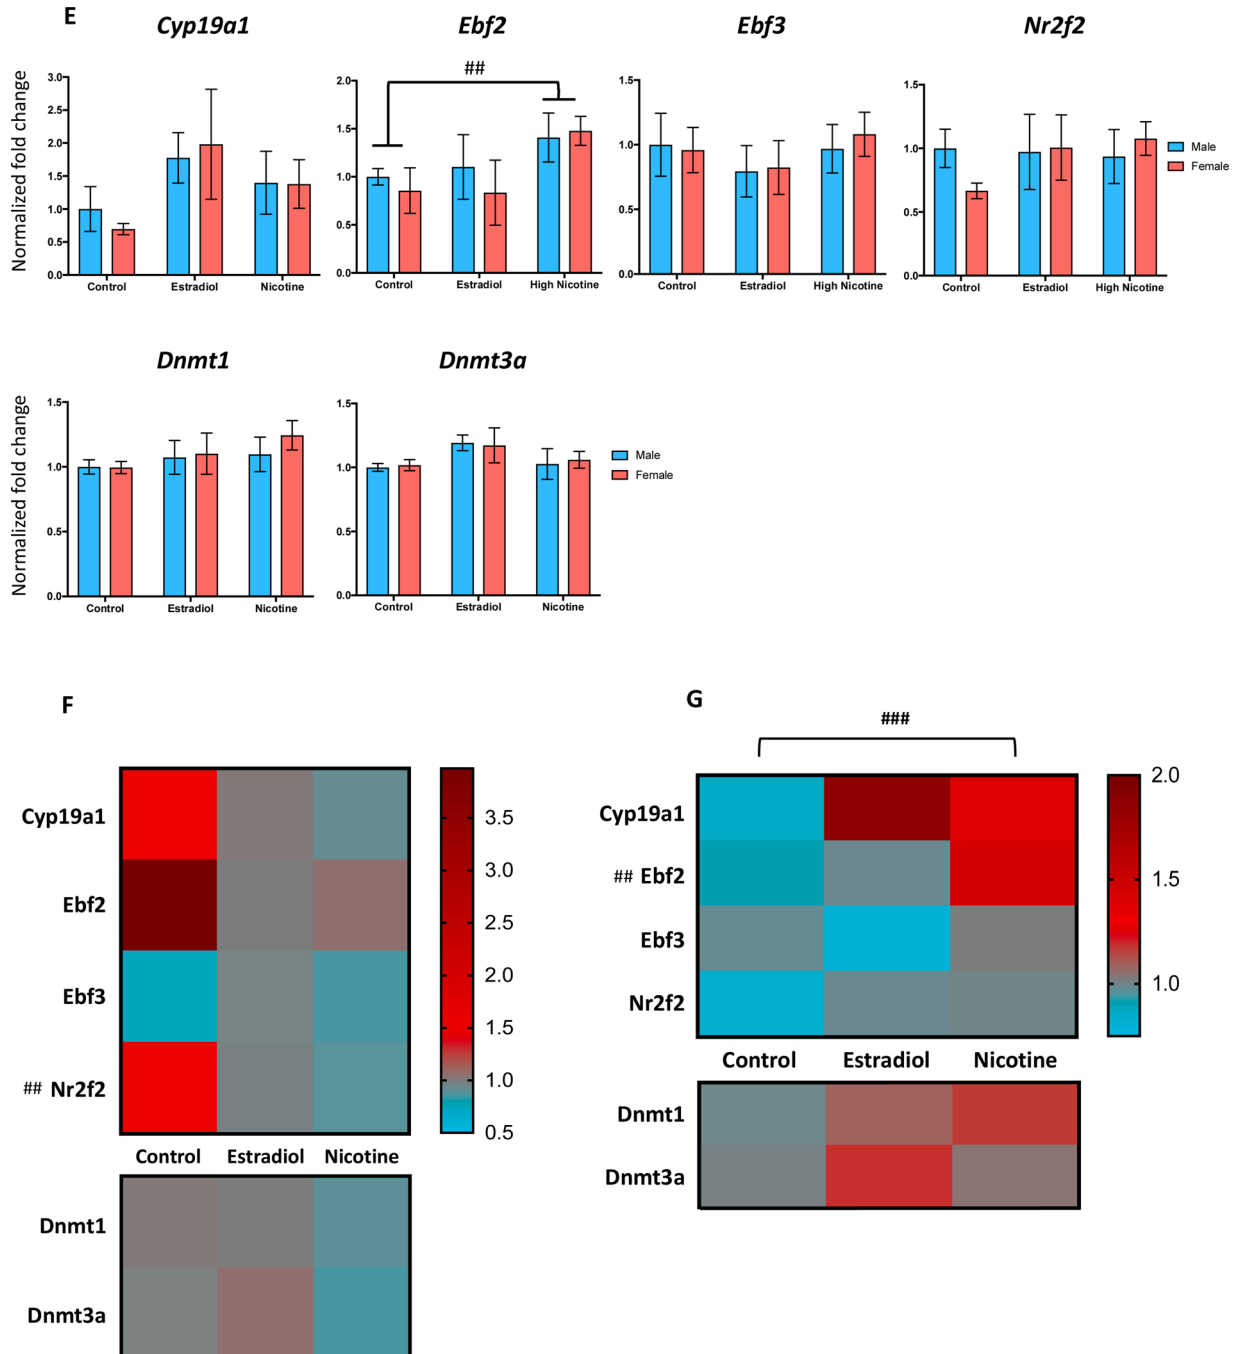 E
Cyp19a1
Ebf2
Ebf3
Nr2f2
Normalized fold change
3.0
2.5
2.0
1.5
1.0
0.5
0.0
Control Estradiol Nicotine
##
2.0
1.5
1.0
0.5
0.0
Control Estradiol High Nicotine
1.5
1.0
0.5
0.0
Control Estradiol High Nicotine
1.5
1.0
0.5
0.0
Control Estradiol High Nicotine
Male
Female
Dnmt1
Dnmt3a
Normalized fold change
1.5
1.0
0.5
0.0
Control Estradiol Nicotine
1.5
1.0
0.5
0.0
Control Estradiol Nicotine
Male
Female
F
Cyp19a1
Ebf2
Ebf3
## Nr2f2
3.5
3.0
2.5
2.0
1.5
1.0
0.5
Control Estradiol Nicotine
Dnmt1
Dnmt3a
G
###
Cyp19a1
## Ebf2
Ebf3
Nr2f2
2.0
1.5
1.0
Control Estradiol Nicotine
Dnmt1
Dnmt3a